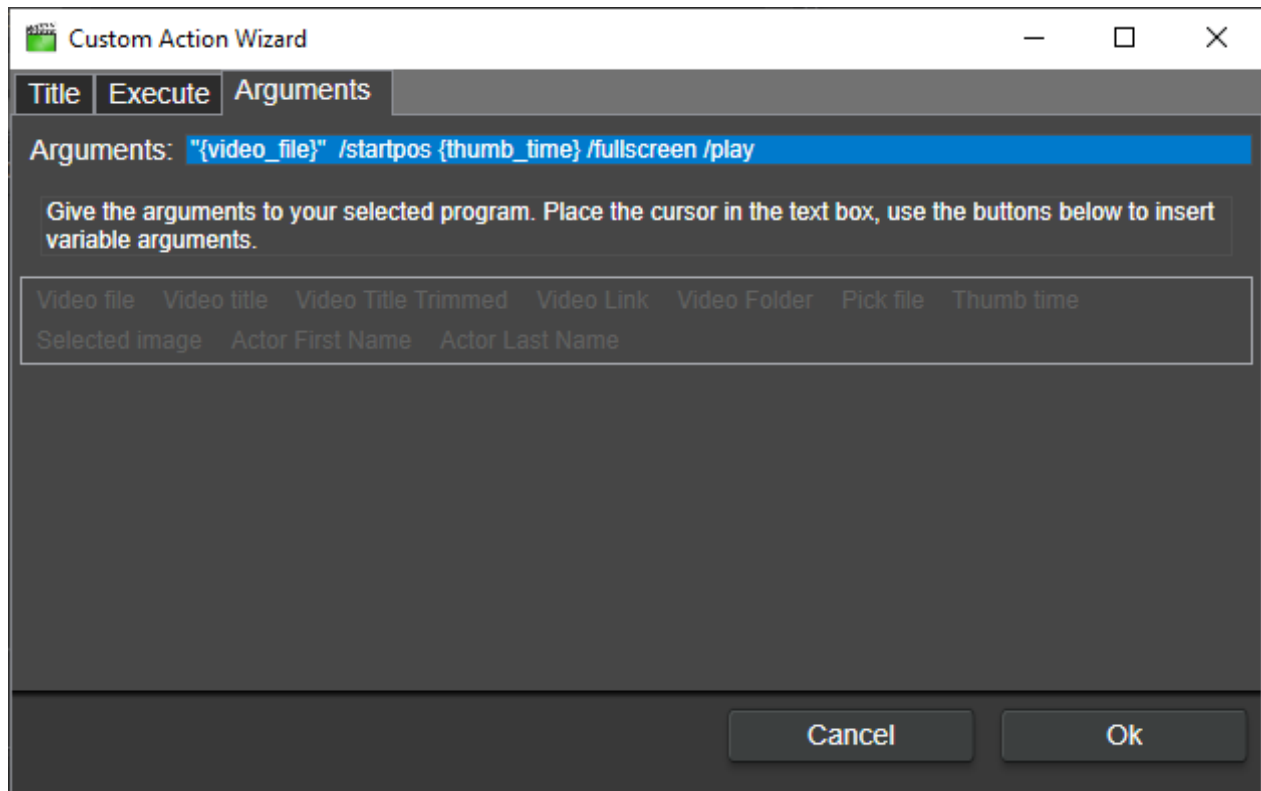 Custom Action Wizard
Title Execute Arguments
Arguments: "{video_file}"  /startpos {thumb_time} /fullscreen /play
Give the arguments to your selected program. Place the cursor in the text box, use the buttons below to insert
variable arguments.
Video file Video title Video Title Trimmed Video Link Video Folder Pick file Thumb time
Selected image Actor First Name Actor Last Name
Cancel Ok